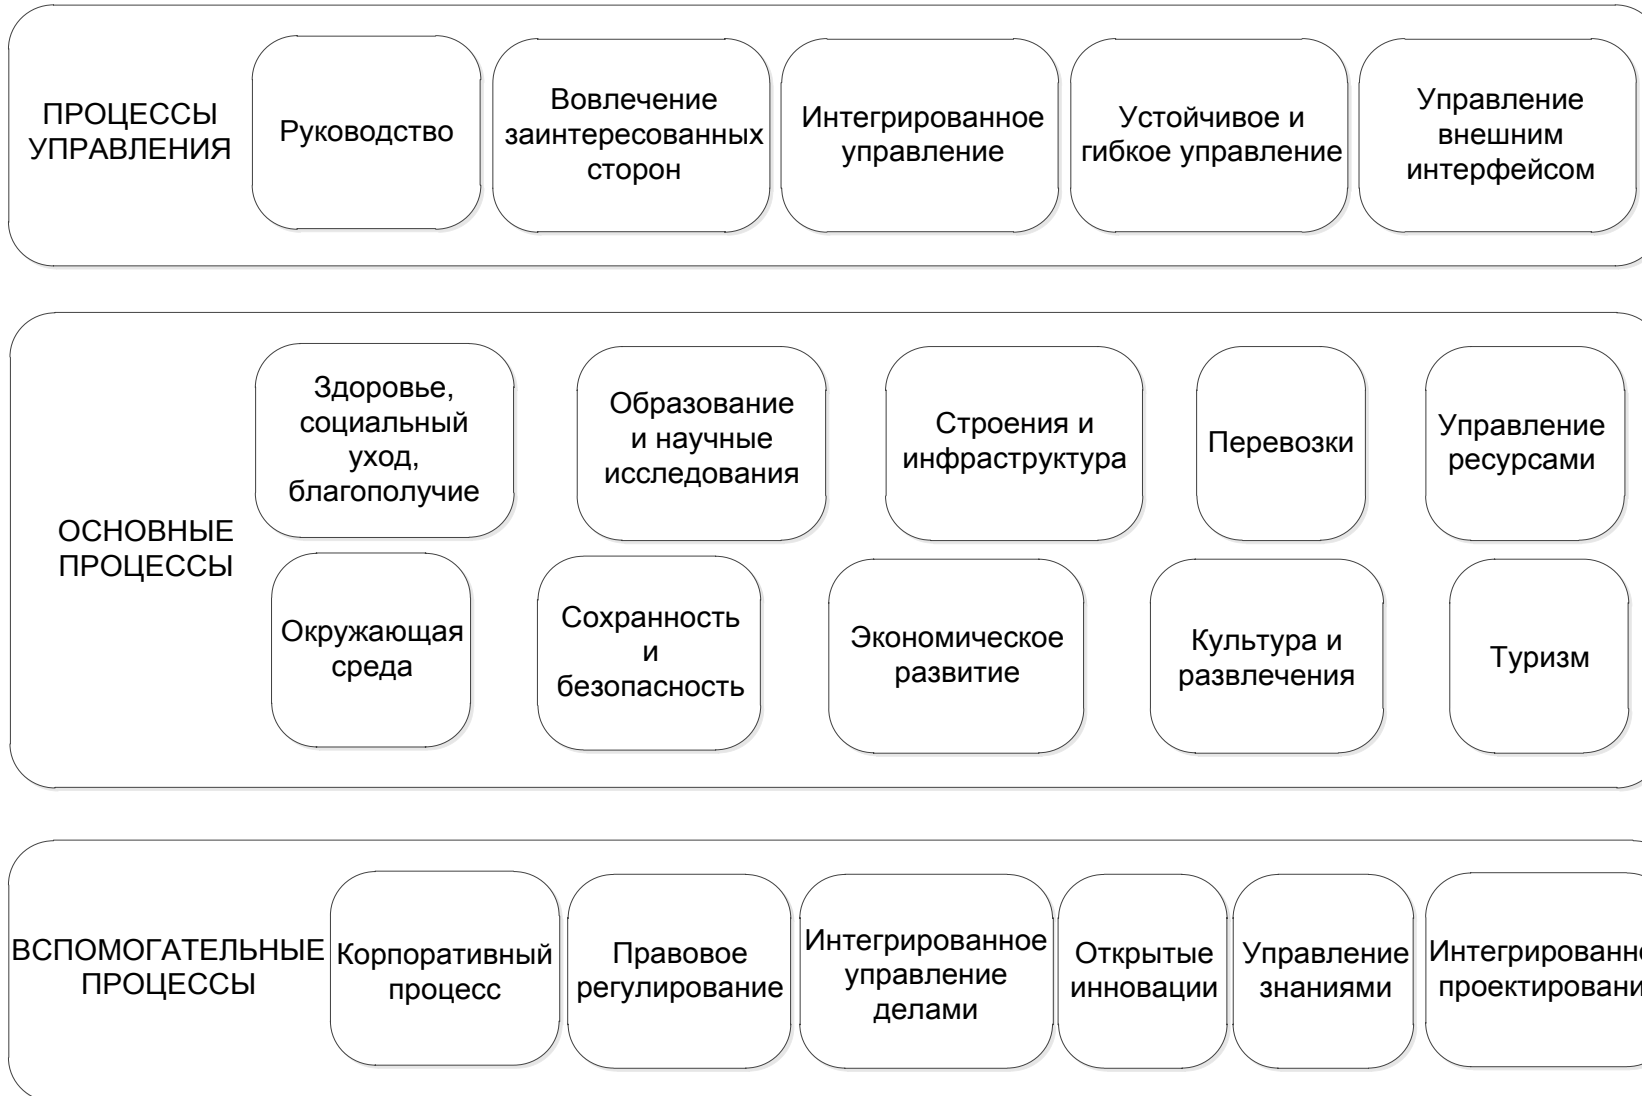 ПРОЦЕССЫ
УПРАВЛЕНИЯ
Руководство
Вовлечение
заинтересованных
сторон
Интегрированное
управление
Устойчивое и
гибкое управление
Управление
внешним
интерфейсом
ОСНОВНЫЕ
ПРОЦЕССЫ
Здоровье,
социальный
уход,
благополучие
Образование
и научные
исследования
Строения и
инфраструктура
Перевозки
Управление
ресурсами
Окружающая
среда
Сохранность
и
безопасность
Экономическое
развитие
Культура и
развлечения
Туризм
ВСПОМОГАТЕЛЬНЫЕ
ПРОЦЕССЫ
Корпоративный
процесс
Правовое
регулирование
Интегрированное
управление
делами
Открытые
инновации
Управление
знаниями
Интегрированно
проектировани